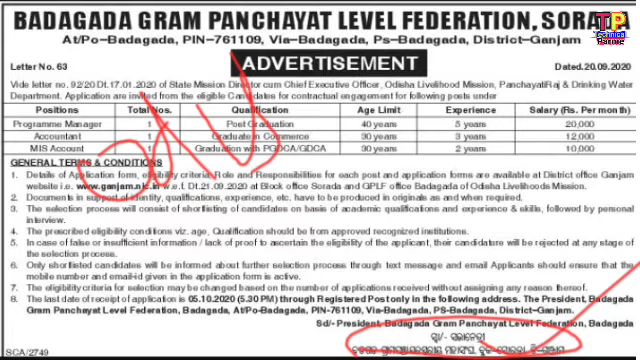 BADAGADA GRAM PANCHAYAT LEVEL FEDERATION, SORADA
At/Po-Badagada, PIN-761109, Via-Badagada, Ps-Badagada, District-Ganjam
TP
Technical
Letter No. 63
ADVERTISEMENT
Dated.20.09.2020
Vide letter no. 92/20 Dt.17.01.2020 of State Mission Director cum Chief Executive Officer, Odisha Livelihood Mission, PanchayatiRaj & Drinking Water
Department. Application are invited from the eligible Candidates for contractual engagement for following posts under
Positions Total Nos. Qualification Age Limit Experience Salary (Rs. Per month)
Programme Manager 1 Post Graduation 40 years 5 years 20,000
Accountant 1 Graduate in Commerce 30 years 3 years 12,000
MIS Account 1 Graduation with PGDCA/GDCA 30 years 2 years 10,000
GENERAL TERMS & CONDITIONS
1. Details of Application form, eligibility criteria, Role and Responsibilities for each post and application forms are available at District office Ganjam
website i.e. www.ganjam.nic.in w.e.f. Dt.21.09.2020 at Block office Sorada and GPLF office Badagada of Odisha Livelihoods Mission.
2. Documents in support of identity, qualifications, experience, etc. have to be produced in originals as and when required.
3. The selection process will consist of shortlisting of candidates on basis of academic qualifications and experience & skills, followed by personal
interview.
4. The prescribed eligibility conditions viz. age, Qualification should be from approved recognized institutions.
5. In case of false or insufficient information / lack of proof to ascertain the eligibility of the applicant, their candidature will be rejected at any stage of
the selection process.
6. Only shortlisted candidates will be informed about further selection process through text message and email Applicants should ensure that the
mobile number and email-id given in the application form is active.
7. The eligibility criteria for selection may be changed based on the number of applications received without assigning any reason thereof.
8. The last date of receipt of application is 05.10.2020 (5.30 PM) through Registered Post only in the following address. The President, Badagada
Gram Panchayat Level Federation, Badagada, At/Po-Badagada, PIN-761109, Via-Badagada, PS-Badagada, District-Ganjam.
Sd/- President, Badagada Gram Panchayat Level Federation, Badagada
ସ୍ବା/- ସଭାନେତ୍ରୀ
SCA/2749